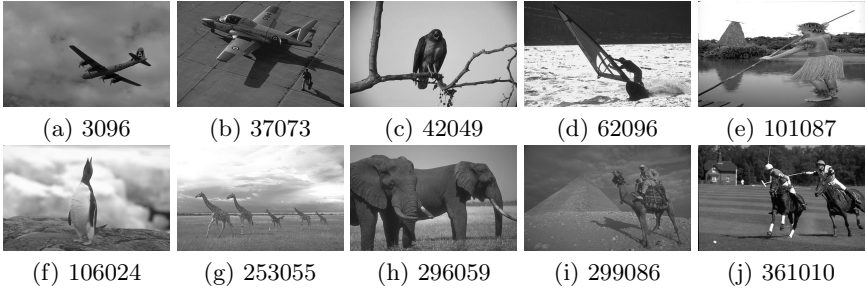 (a) 3096 (b) 37073 (c) 42049 (d) 62096 (e) 101087
(f) 106024 (g) 253055 (h) 296059 (i) 299086 (j) 361010